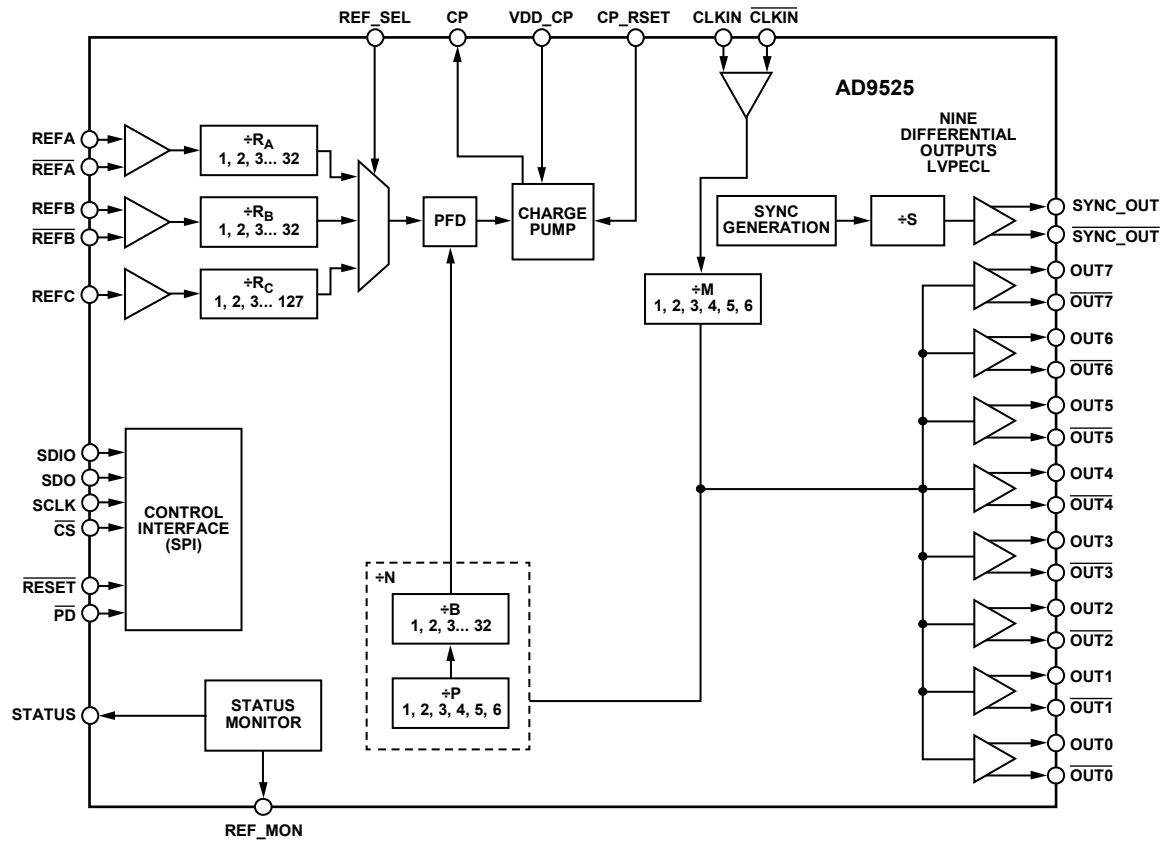 REF_SEL
CP
VDD_CP
CP_RSET
CLKIN
CLKIN
AD9525
NINE
DIFFERENTIAL
OUTPUTS
LVPECL
REFA
REFA
÷RA
1, 2, 3... 32
REFB
REFB
÷RB
1, 2, 3... 32
REFC
÷RC
1, 2, 3... 127
PFD
CHARGE
PUMP
SYNC
GENERATION
÷S
÷M
1, 2, 3, 4, 5, 6
SYNC_OUT
SYNC_OUT
OUT7
OUT7
OUT6
OUT6
OUT5
OUT5
OUT4
OUT4
OUT3
OUT3
OUT2
OUT2
OUT1
OUT1
OUT0
OUT0
SDIO
SDO
SCLK
CS
RESET
PD
CONTROL
INTERFACE
(SPI)
÷N
÷B
1, 2, 3... 32
÷P
1, 2, 3, 4, 5, 6
STATUS
STATUS
MONITOR
REF_MON